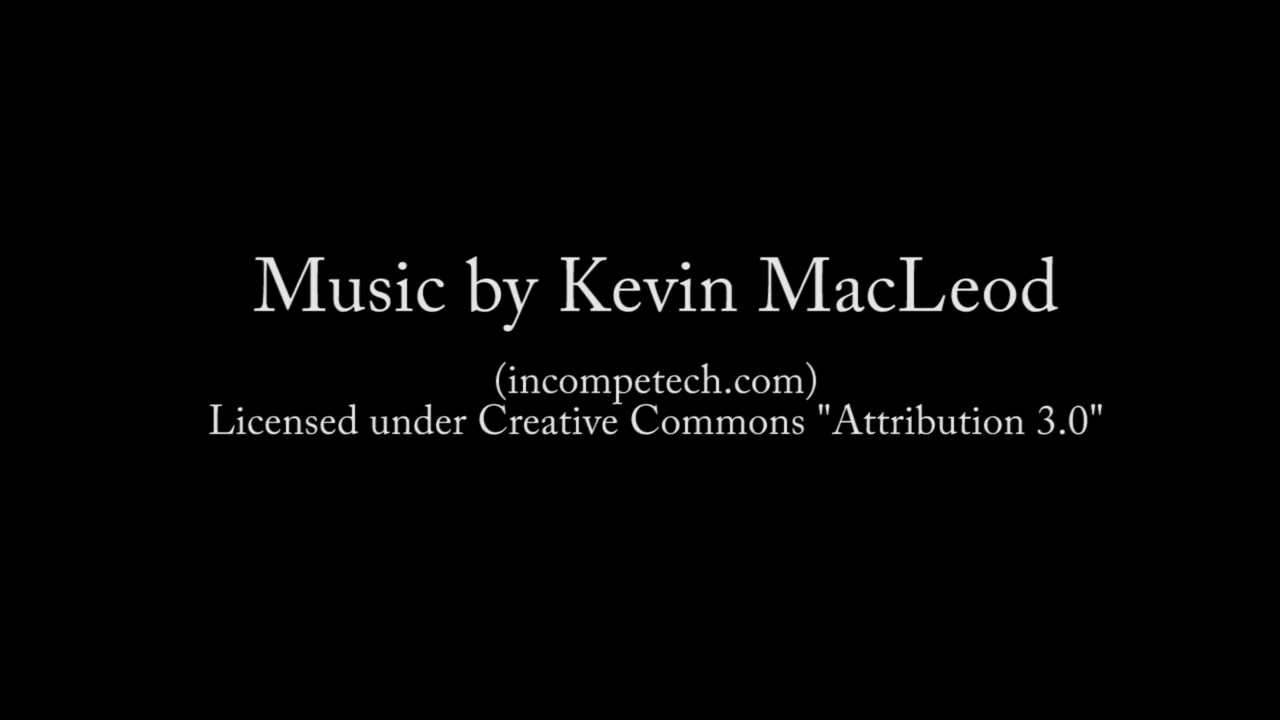 Music by Kevin MacLeod
(incompetech.com)
Licensed under Creative Commons "Attribution 3.0"